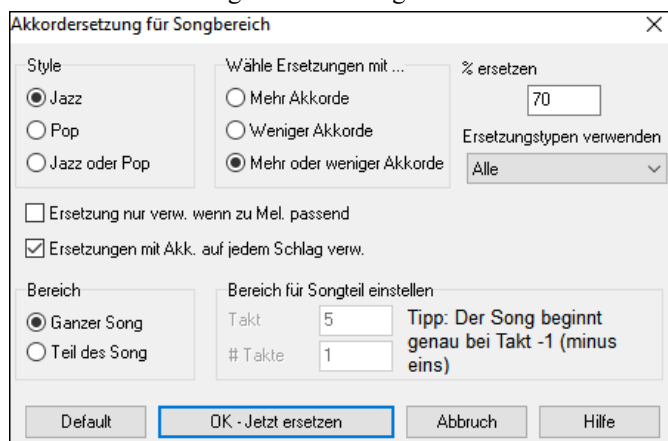 Akkordersetzung für Songbereich
Style
Jazz
Pop
Jazz oder Pop
Wähle Ersetzungen mit ...
Mehr Akkorde
Weniger Akkorde
Mehr oder weniger Akkorde
% ersetzen
70
Ersetzungstypen verwenden
Alle
Ersetzung nur verw. wenn zu Mel. passend
Ersetzungen mit Akk. auf jedem Schlag verw.
Bereich
Ganzer Song
Teil des Song
Bereich für Songteil einstellen
Takt 5
# Takte 1
Tipp: Der Song beginnt
genau bei Takt -1 (minus
eins)
Default OK - Jetzt ersetzen Abbruch Hilfe